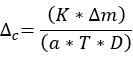 Δc = (K * Δm) / (a * T * D)